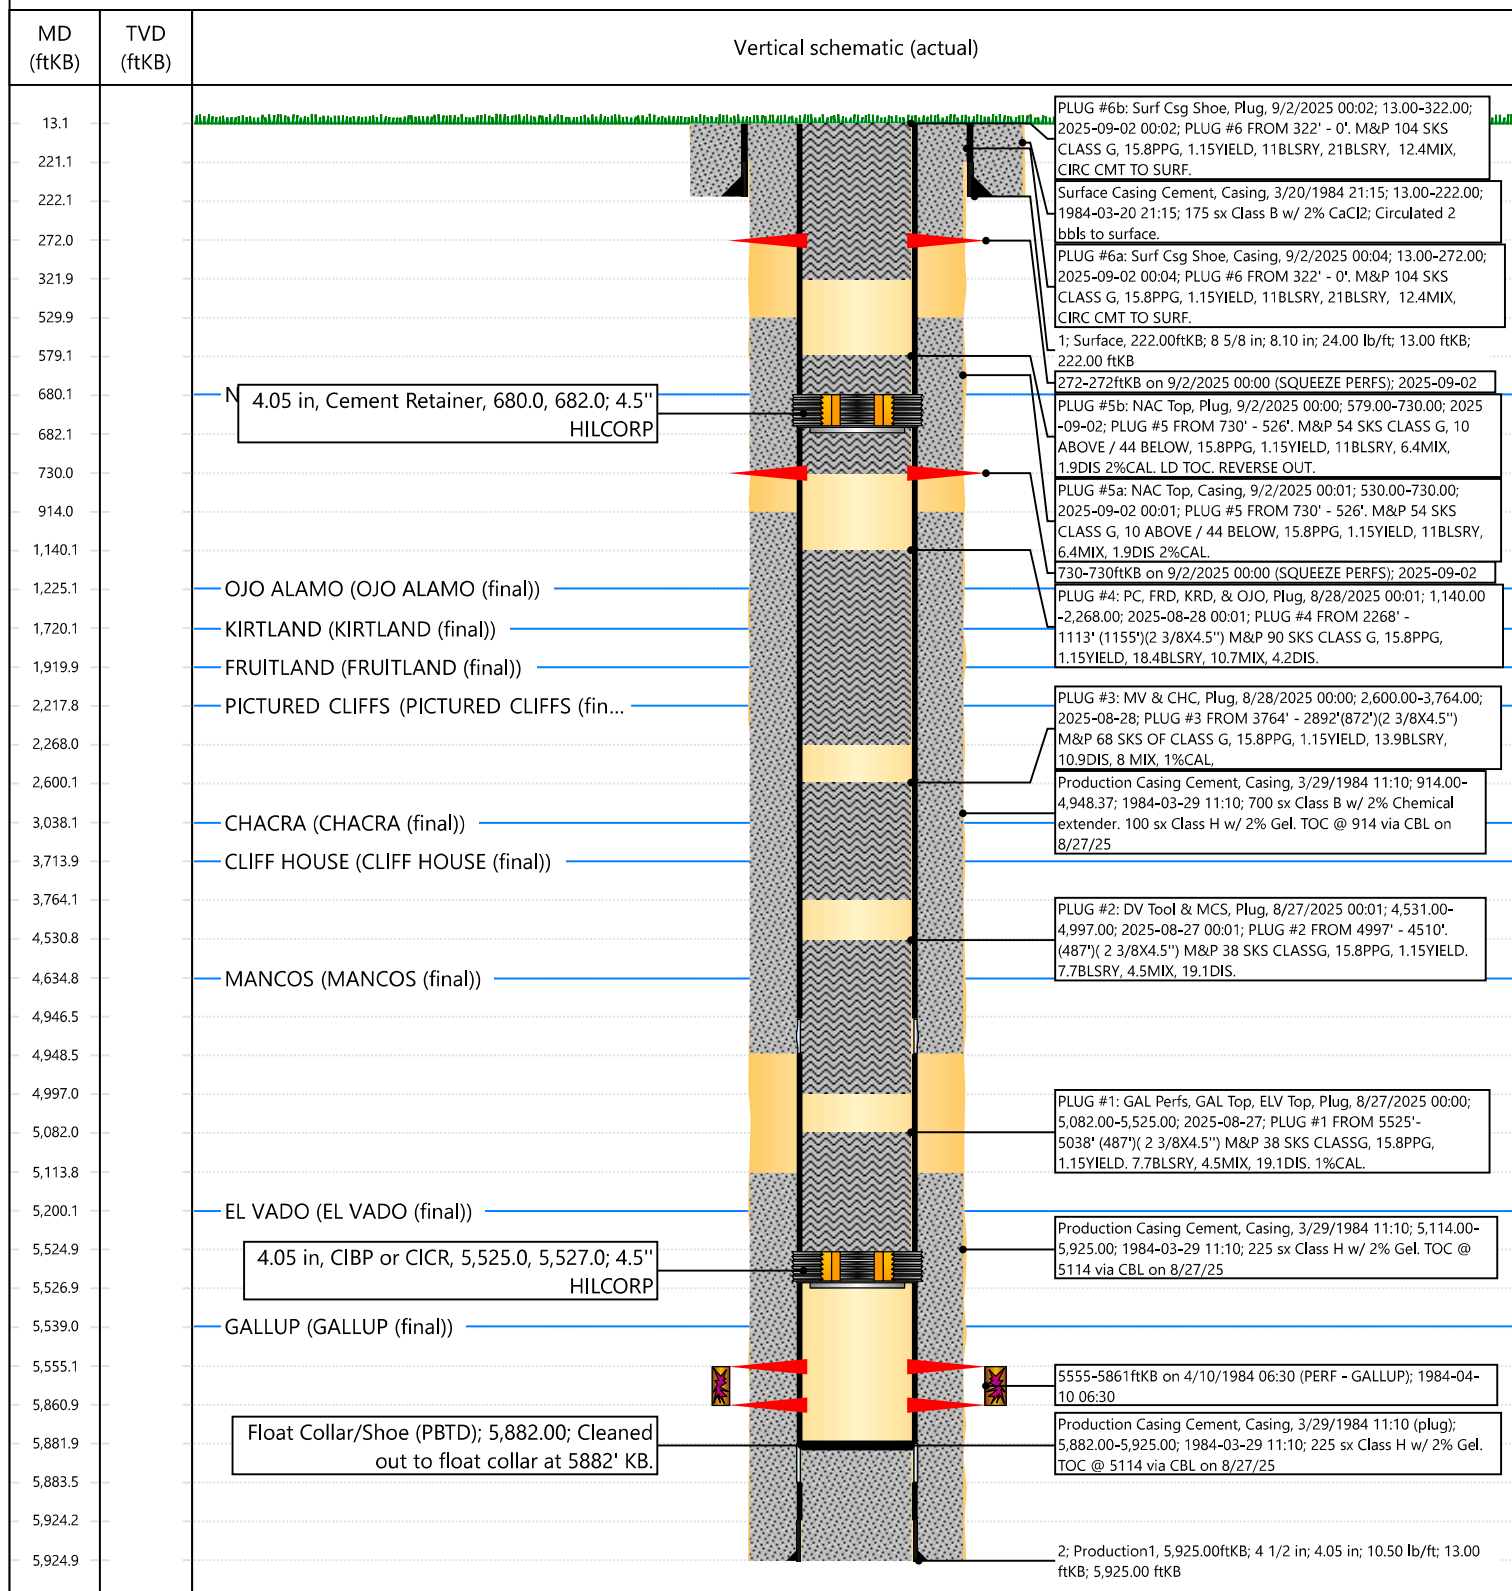 MD
(ftKB)
TVD
(ftKB)
Vertical schematic (actual)
13.1
221.1
222.1
272.0
321.9
529.9
579.1
680.1
682.1
730.0
914.0
1,140.1
1,225.1
1,720.1
1,919.9
2,217.8
2,268.0
2,600.1
3,038.1
3,713.9
3,764.1
4,530.8
4,634.8
4,946.5
4,948.5
4,997.0
5,082.0
5,113.8
5,200.1
5,524.9
5,526.9
5,539.0
5,555.1
5,860.9
5,881.9
5,883.5
5,924.2
5,924.9
N
4.05 in, Cement Retainer, 680.0, 682.0; 4.5"
HILCORP
OJO ALAMO (OJO ALAMO (final))
KIRTLAND (KIRTLAND (final))
FRUITLAND (FRUITLAND (final))
PICTURED CLIFFS (PICTURED CLIFFS (fin...
CHACRA (CHACRA (final))
CLIFF HOUSE (CLIFF HOUSE (final))
MANCOS (MANCOS (final))
EL VADO (EL VADO (final))
4.05 in, CIBP or CICR, 5,525.0, 5,527.0; 4.5"
HILCORP
GALLUP (GALLUP (final))
Float Collar/Shoe (PBTD); 5,882.00; Cleaned
out to float collar at 5882' KB.
PLUG #6b: Surf Csg Shoe, Plug, 9/2/2025 00:02; 13.00-322.00;
2025-09-02 00:02; PLUG #6 FROM 322' - 0'. M&P 104 SKS
CLASS G, 15.8PPG, 1.15YIELD, 11BLSRY, 21BLSRY, 12.4MIX,
CIRC CMT TO SURF.
Surface Casing Cement, Casing, 3/20/1984 21:15; 13.00-222.00;
1984-03-20 21:15; 175 sx Class B w/ 2% CaCl2; Circulated 2
bbls to surface.
PLUG #6a: Surf Csg Shoe, Casing, 9/2/2025 00:04; 13.00-272.00;
2025-09-02 00:04; PLUG #6 FROM 322' - 0'. M&P 104 SKS
CLASS G, 15.8PPG, 1.15YIELD, 11BLSRY, 21BLSRY, 12.4MIX,
CIRC CMT TO SURF.
1; Surface, 222.00ftKB; 8 5/8 in; 8.10 in; 24.00 lb/ft; 13.00 ftKB;
222.00 ftKB
272-272ftKB on 9/2/2025 00:00 (SQUEEZE PERFS); 2025-09-02
PLUG #5b: NAC Top, Plug, 9/2/2025 00:00; 579.00-730.00; 2025
-09-02; PLUG #5 FROM 730' - 526'. M&P 54 SKS CLASS G, 10
ABOVE / 44 BELOW, 15.8PPG, 1.15YIELD, 11BLSRY, 6.4MIX,
1.9DIS 2%CAL. LD TOC. REVERSE OUT.
PLUG #5a: NAC Top, Casing, 9/2/2025 00:01; 530.00-730.00;
2025-09-02 00:01; PLUG #5 FROM 730' - 526'. M&P 54 SKS
CLASS G, 10 ABOVE / 44 BELOW, 15.8PPG, 1.15YIELD, 11BLSRY,
6.4MIX, 1.9DIS 2%CAL.
730-730ftKB on 9/2/2025 00:00 (SQUEEZE PERFS); 2025-09-02
PLUG #4: PC, FRD, KRD, & OJO, Plug, 8/28/2025 00:01; 1,140.00
-2,268.00; 2025-08-28 00:01; PLUG #4 FROM 2268' -
1113' (1155')(2 3/8X4.5") M&P 90 SKS CLASS G, 15.8PPG,
1.15YIELD, 18.4BLSRY, 10.7MIX, 4.2DIS.
PLUG #3: MV & CHC, Plug, 8/28/2025 00:00; 2,600.00-3,764.00;
2025-08-28; PLUG #3 FROM 3764' - 2892'(872')(2 3/8X4.5")
M&P 68 SKS OF CLASS G, 15.8PPG, 1.15YIELD, 13.9BLSRY,
10.9DIS, 8 MIX, 1%CAL,
Production Casing Cement, Casing, 3/29/1984 11:10; 914.00-
4,948.37; 1984-03-29 11:10; 700 sx Class B w/ 2% Chemical
extender. 100 sx Class H w/ 2% Gel. TOC @ 914 via CBL on
8/27/25
PLUG #2: DV Tool & MCS, Plug, 8/27/2025 00:01; 4,531.00-
4,997.00; 2025-08-27 00:01; PLUG #2 FROM 4997' - 4510'.
(487')( 2 3/8X4.5") M&P 38 SKS CLASSG, 15.8PPG, 1.15YIELD.
7.7BLSRY, 4.5MIX, 19.1DIS.
PLUG #1: GAL Perfs, GAL Top, ELV Top, Plug, 8/27/2025 00:00;
5,082.00-5,525.00; 2025-08-27; PLUG #1 FROM 5525'-
5038' (487')( 2 3/8X4.5") M&P 38 SKS CLASSG, 15.8PPG,
1.15YIELD. 7.7BLSRY, 4.5MIX, 19.1DIS. 1%CAL.
Production Casing Cement, Casing, 3/29/1984 11:10; 5,114.00-
5,925.00; 1984-03-29 11:10; 225 sx Class H w/ 2% Gel. TOC @
5114 via CBL on 8/27/25
5555-5861ftKB on 4/10/1984 06:30 (PERF - GALLUP); 1984-04-
10 06:30
Production Casing Cement, Casing, 3/29/1984 11:10 (plug);
5,882.00-5,925.00; 1984-03-29 11:10; 225 sx Class H w/ 2% Gel.
TOC @ 5114 via CBL on 8/27/25
2; Production1, 5,925.00ftKB; 4 1/2 in; 4.05 in; 10.50 lb/ft; 13.00
ftKB; 5,925.00 ftKB